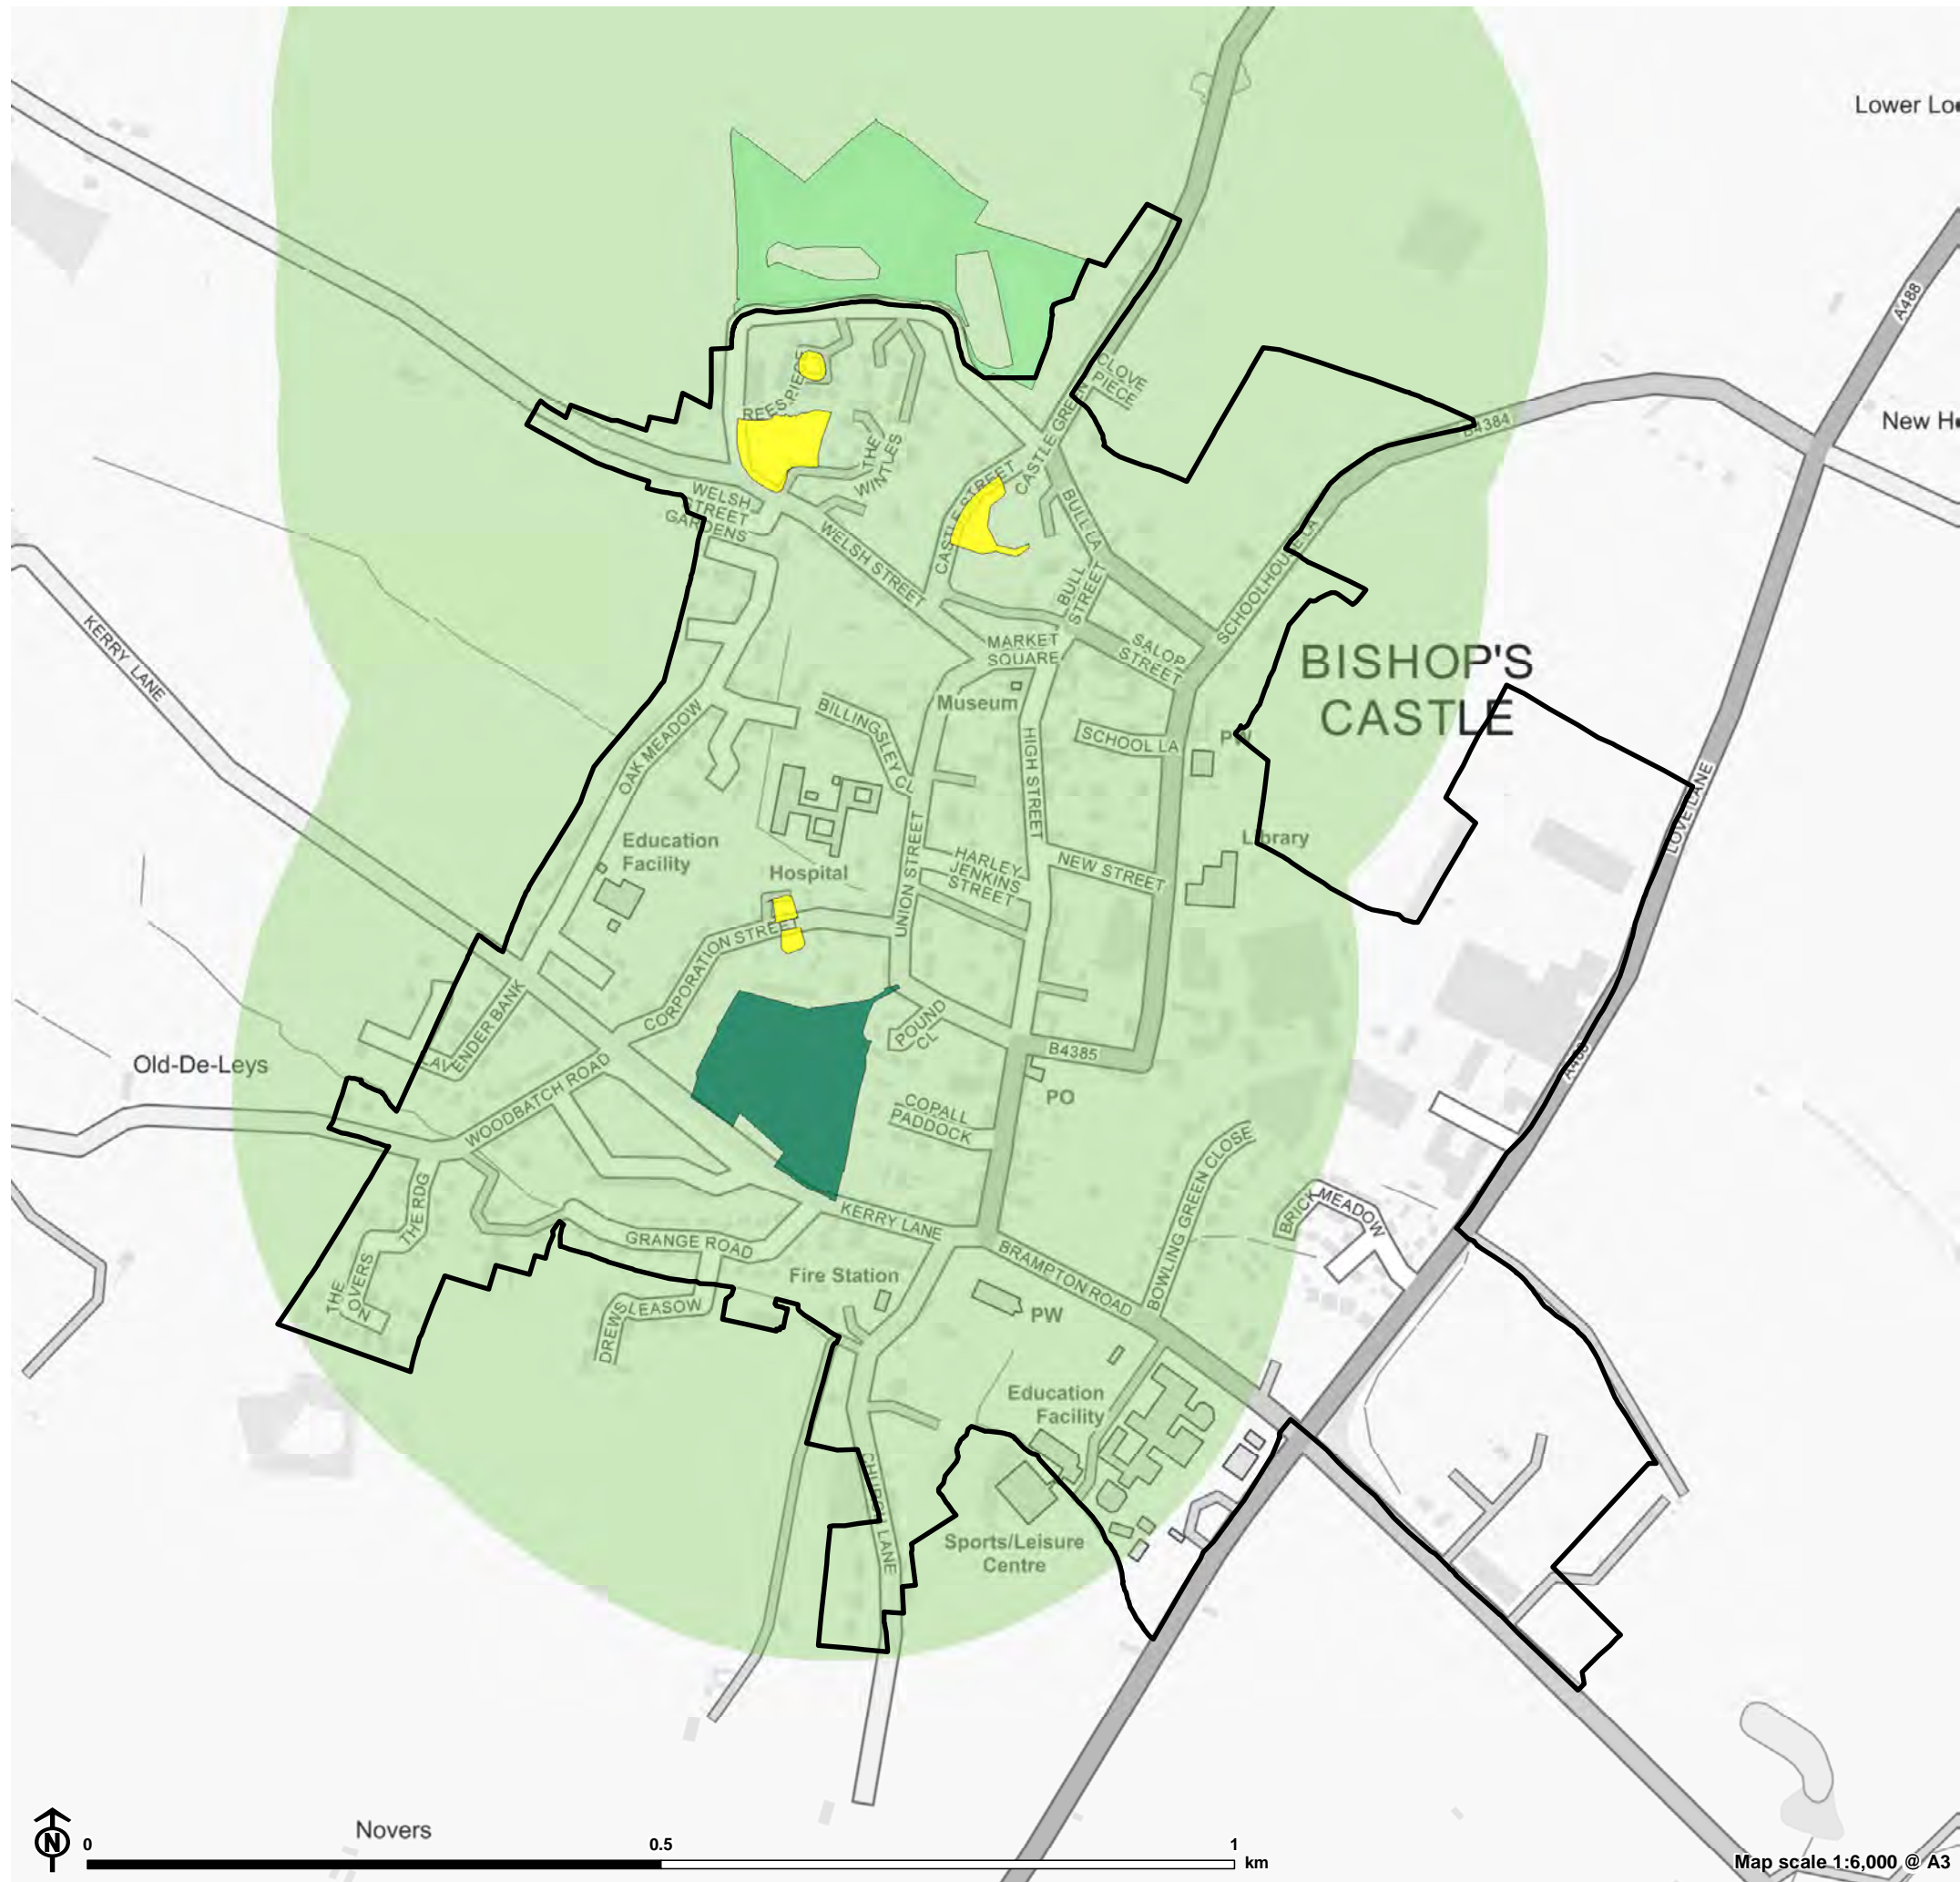 Lower Lo
A488
CLOVE
PIECE
New H
B4384
REES PIECE
THE
WINTLES
CASTLE GREEN
CASTLE STREET
WELSH
STREET
GARDENS
BULL LA
WELSH STREET
SCHOOLHOUSE LA
BULL
STREET
KERRY LANE
MARKET
SQUARE
SALOP
STREET
BISHOP'S
CASTLE
Museum
BILLINGSLEY CL
OAK MEADOW
SCHOOL LA
PW
HIGH STREET
LOVE LANE
Education
Facility
Library
UNION STREET
HARLEY
JENKINS
STREET
NEW STREET
Hospital
CORPORATION STREE
LAVENDER BANK
POUND
CL
B4385
Old-De-Leys
WOODBATCH ROAD
A488
PO
COPALL
PADDOCK
BOWLING GREEN CLOSE
BRICK MEADOW
THE RDG
KERRY LANE
GRANGE ROAD
BRAMPTON ROAD
Fire Station
THE
NOVERS
DREWS LEASOW
PW
Education
Facility
CHURCH LANE
Sports/Leisure
Centre
Novers
N
0
0.5
1
km
Map scale 1:6,000 @ A3